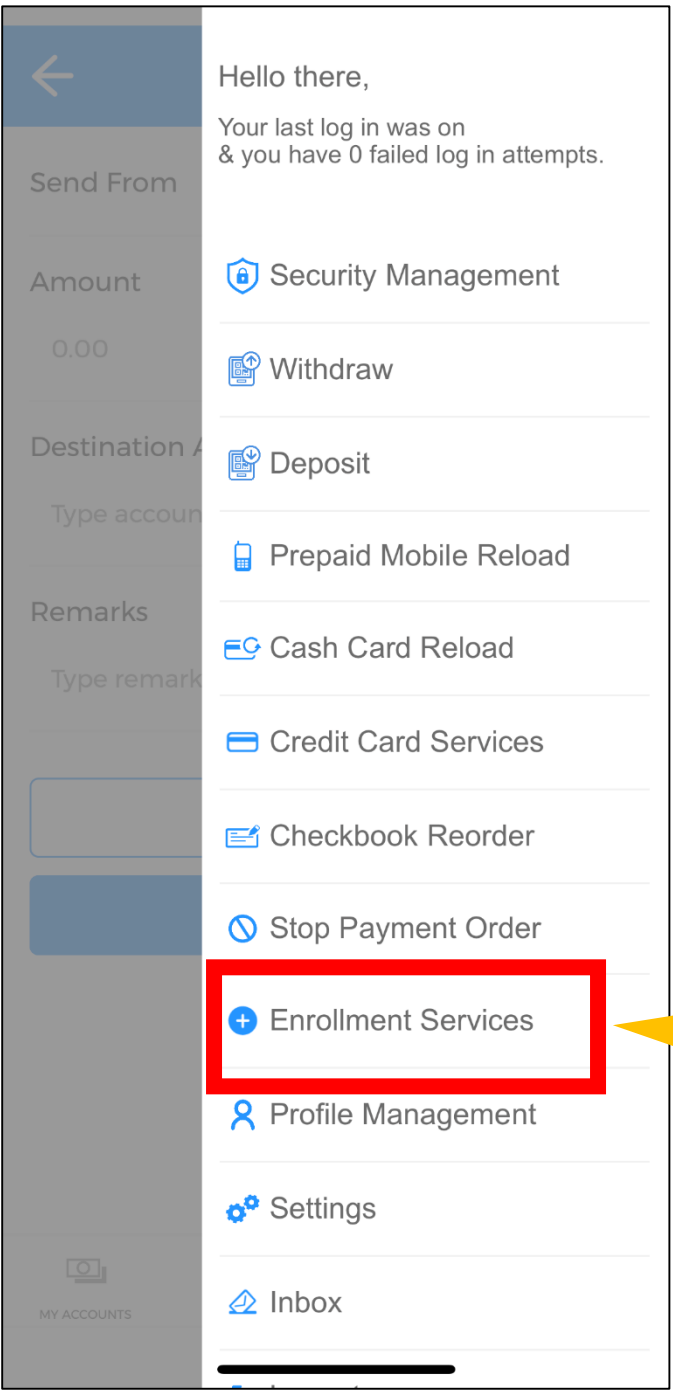 Hello there,
Your last log in was on
& you have 0 failed log in attempts.
Send From
Amount
0.00
Destination
Type
Remarks
Type
MY ACCOUNTS
Security Management
Withdraw
Deposit
Prepaid Mobile Reload
Cash Card Reload
Credit Card Services
Checkbook Reorder
Stop Payment Order
Enrollment Services
Profile Management
Settings
Inbox